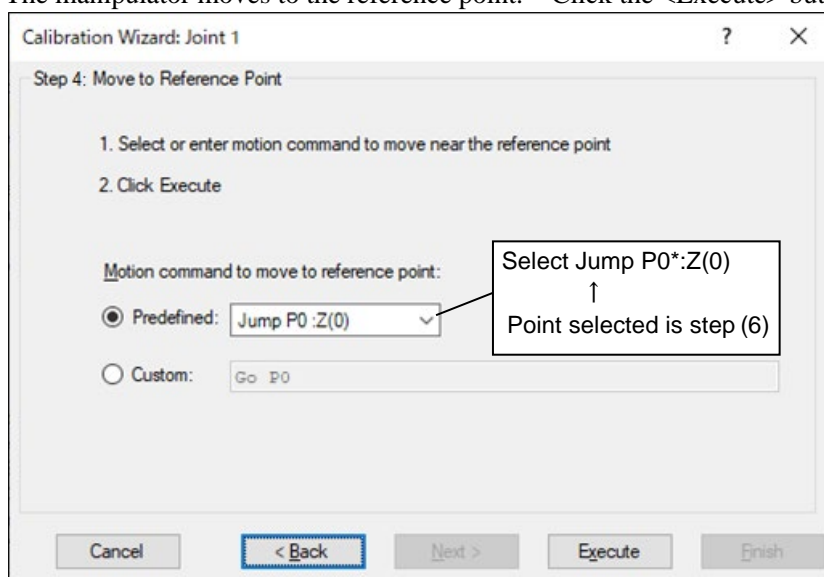 The manipulator moves to the reference point. Click the <Execute> but
Calibration Wizard: Joint 1 ? ×
Step 4: Move to Reference Point
1. Select or enter motion command to move near the reference point
2. Click Execute
Motion command to move to reference point:
Predefined: Jump P0 :Z(0)
Select Jump P0*:Z(0)
↑
Point selected is step (6)
Custom: Go P0
Cancel < Back Next > Execute Finish